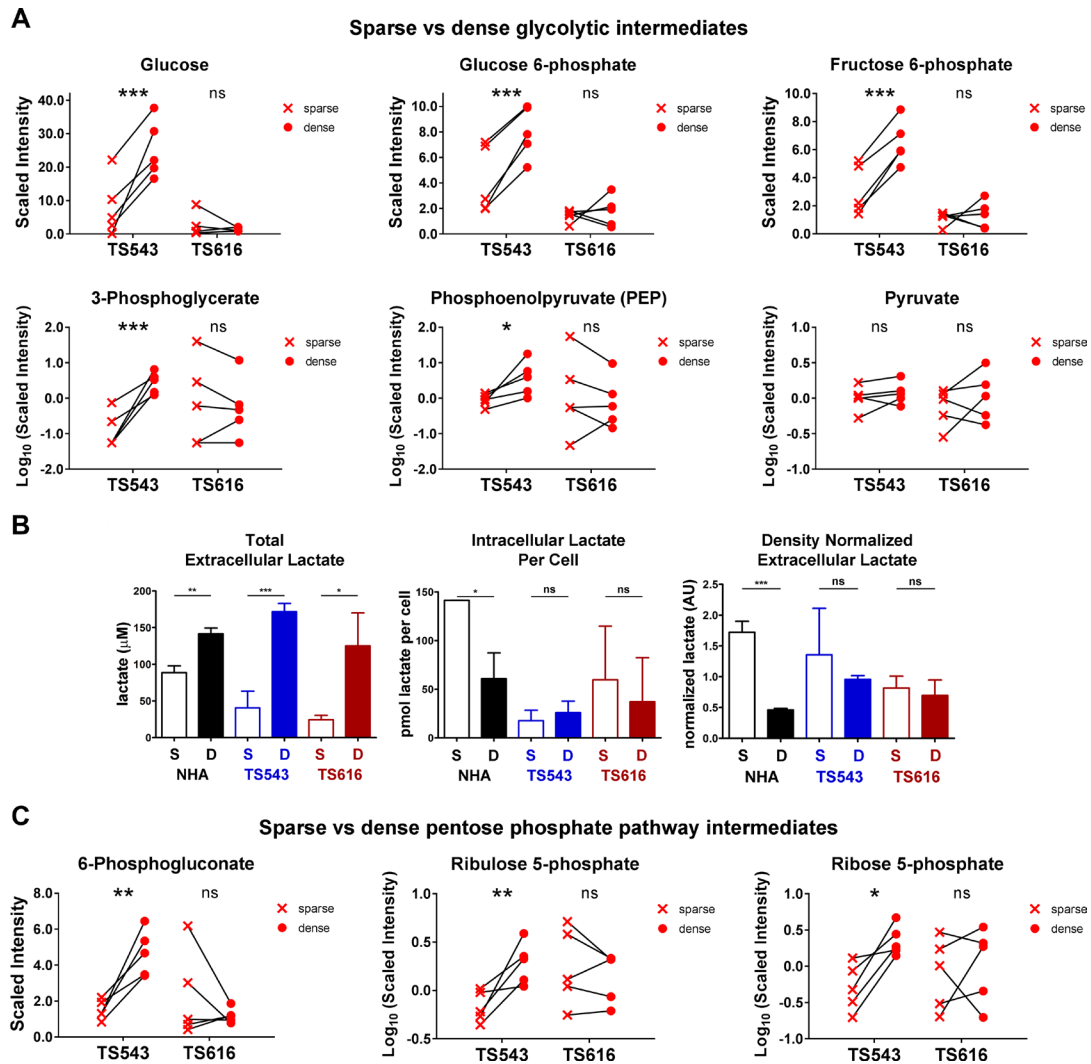 A
Sparse vs dense glycolytic intermediates
Glucose
Scaled Intensity
40.0
30.0
20.0
10.0
0.0
***
ns
sparse
dense
TS543
TS616
Glucose 6-phosphate
Scaled Intensity
10.0
8.0
6.0
4.0
2.0
0.0
***
ns
sparse
dense
TS543
TS616
Fructose 6-phosphate
Scaled Intensity
10.0
8.0
6.0
4.0
2.0
0.0
***
ns
sparse
dense
TS543
TS616
3-Phosphoglycerate
Log10 (Scaled Intensity)
2.0
1.0
0.0
-1.0
-2.0
***
ns
sparse
dense
TS543
TS616
Phosphoenolpyruvate (PEP)
Log10 (Scaled Intensity)
2.0
1.0
0.0
-1.0
-2.0
*
ns
sparse
dense
TS543
TS616
Pyruvate
Log10 (Scaled Intensity)
1.0
0.5
0.0
-0.5
-1.0
ns
ns
sparse
dense
TS543
TS616
B
Total
Extracellular Lactate
lactate (μM)
200
150
100
50
0
**
***
*
S D S D S D
NHA TS543 TS616
Intracellular Lactate
Per Cell
pmol lactate per cell
150
100
50
0
*
ns
ns
S D S D S D
NHA TS543 TS616
Density Normalized
Extracellular Lactate
normalized lactate (AU)
2.5
2.0
1.5
1.0
0.5
0.0
***
ns
ns
S D S D S D
NHA TS543 TS616
C
Sparse vs dense pentose phosphate pathway intermediates
6-Phosphogluconate
Scaled Intensity
8.0
6.0
4.0
2.0
0.0
**
ns
sparse
dense
TS543
TS616
Ribulose 5-phosphate
Log10 (Scaled Intensity)
1.0
0.5
0.0
-0.5
**
ns
sparse
dense
TS543
TS616
Ribose 5-phosphate
Log10 (Scaled Intensity)
1.0
0.5
0.0
-0.5
-1.0
*
ns
sparse
dense
TS543
TS616